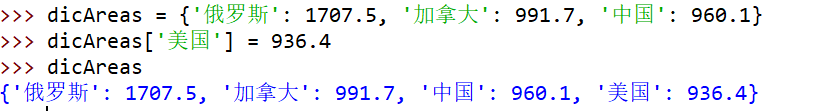 >>> dicAreas = {'俄罗斯': 1707.5, '加拿大': 991.7, '中国': 960.1}
>>> dicAreas['美国'] = 936.4
>>> dicAreas
{'俄罗斯': 1707.5, '加拿大': 991.7, '中国': 960.1, '美国': 936.4}